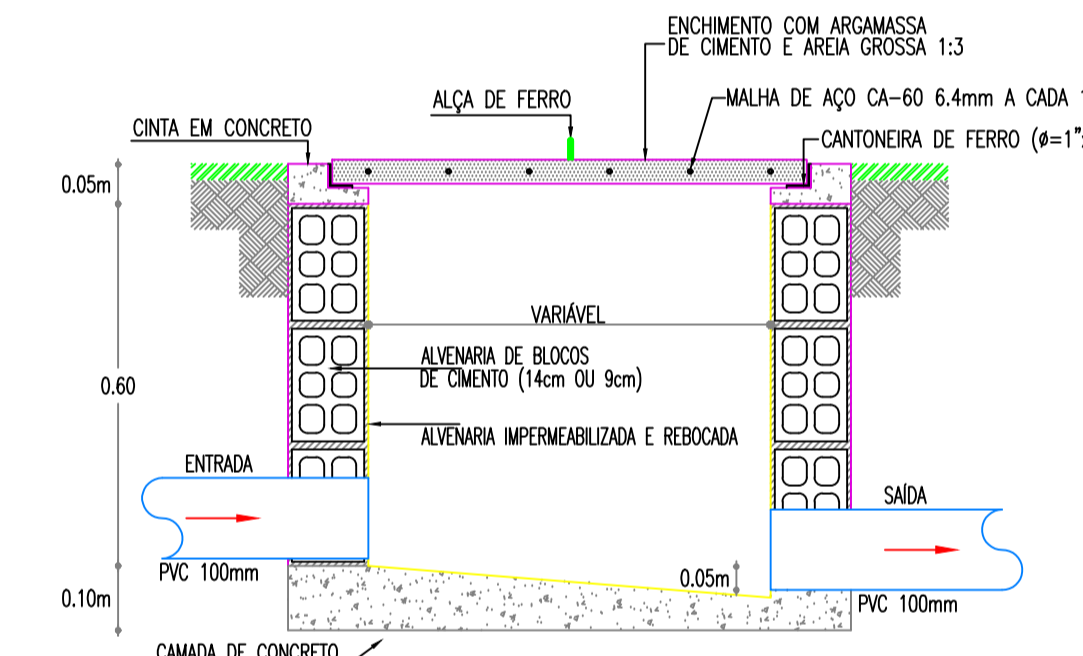 ENCHIMENTO COM ARGAMASSA
DE CIMENTO E AREIA GROSSA 1:3
ALÇA DE FERRO
MALHA DE AÇO CA-60 6.4mm A CADA
CINTA EM CONCRETO
CANTONEIRA DE FERRO (ø=1"
0.05m
VARIÁVEL
ALVENARIA DE BLOCOS
DE CIMENTO (14cm OU 9cm)
0.60
ALVENARIA IMPERMEABILIZADA E REBOCADA
ENTRADA
SAÍDA
PVC 100mm
0.05m
0.10m
PVC 100mm
CAMADA DE CONCRETO